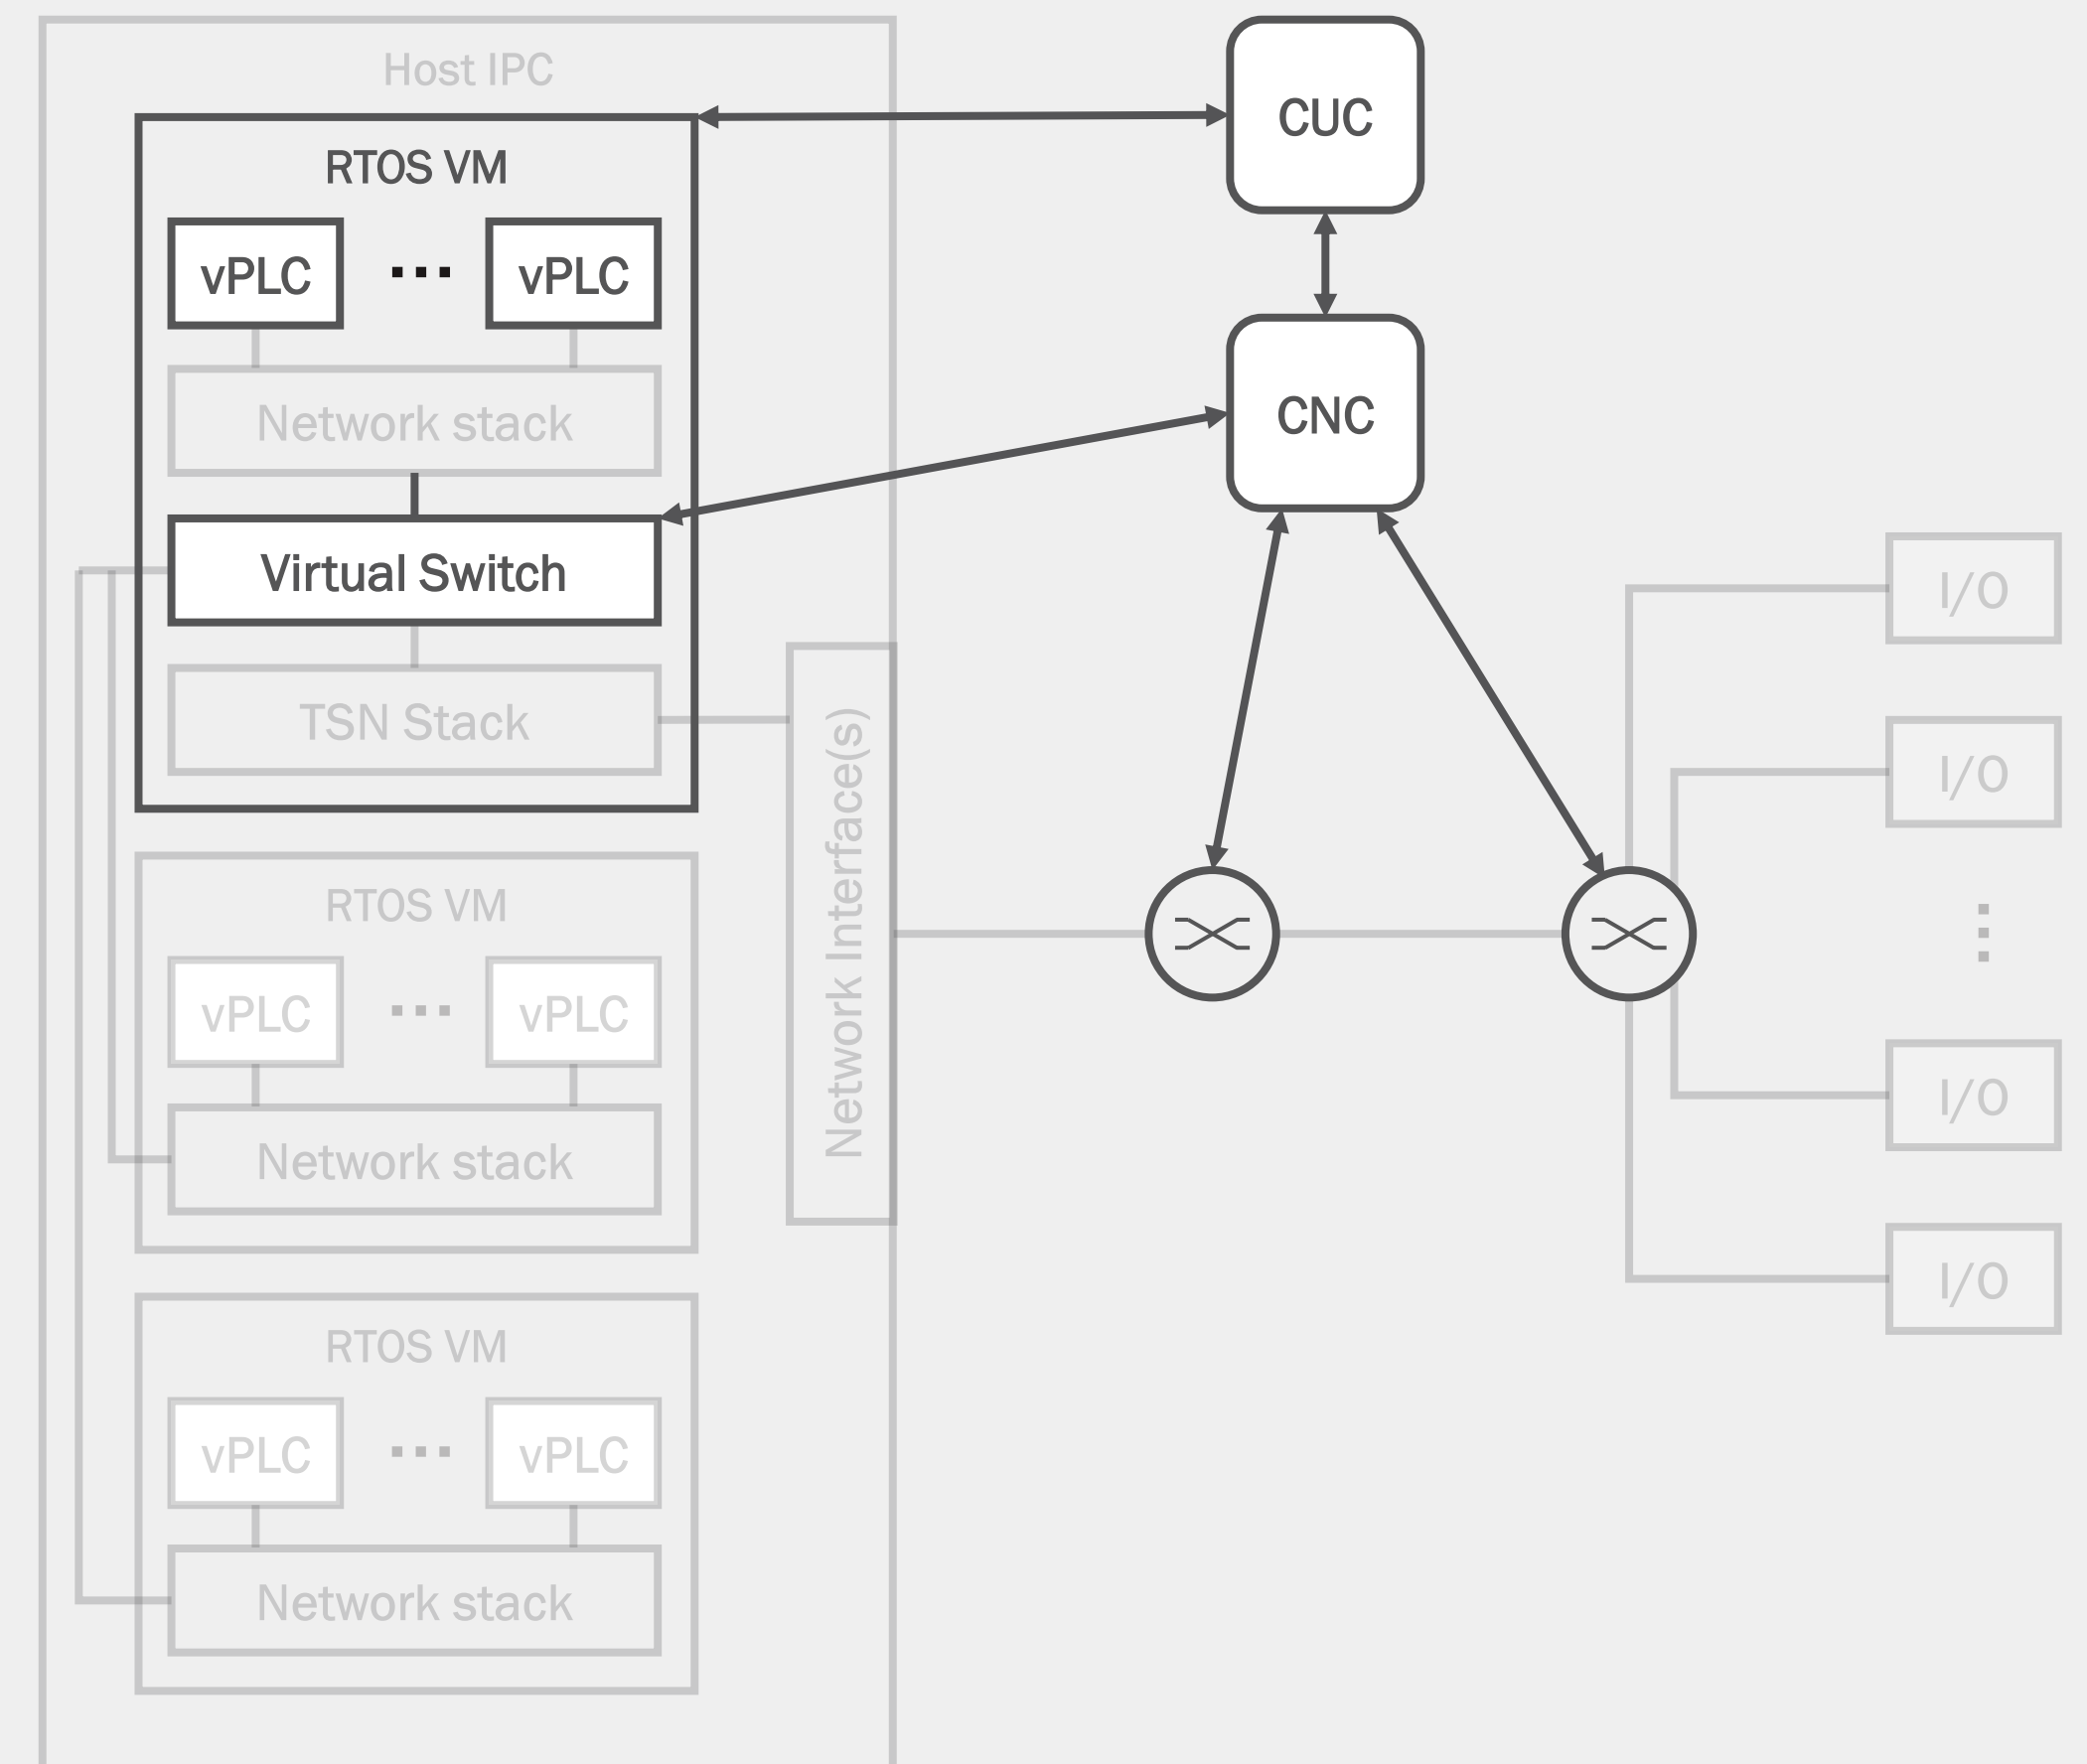 Host IPC
RTOS VM
vPLC ... vPLC
Network stack
Virtual Switch
TSN Stack
RTOS VM
vPLC ... vPLC
Network stack
RTOS VM
vPLC ... vPLC
Network stack
Network Interface(s)
CUC
CNC
I/O
I/O
I/O
I/O